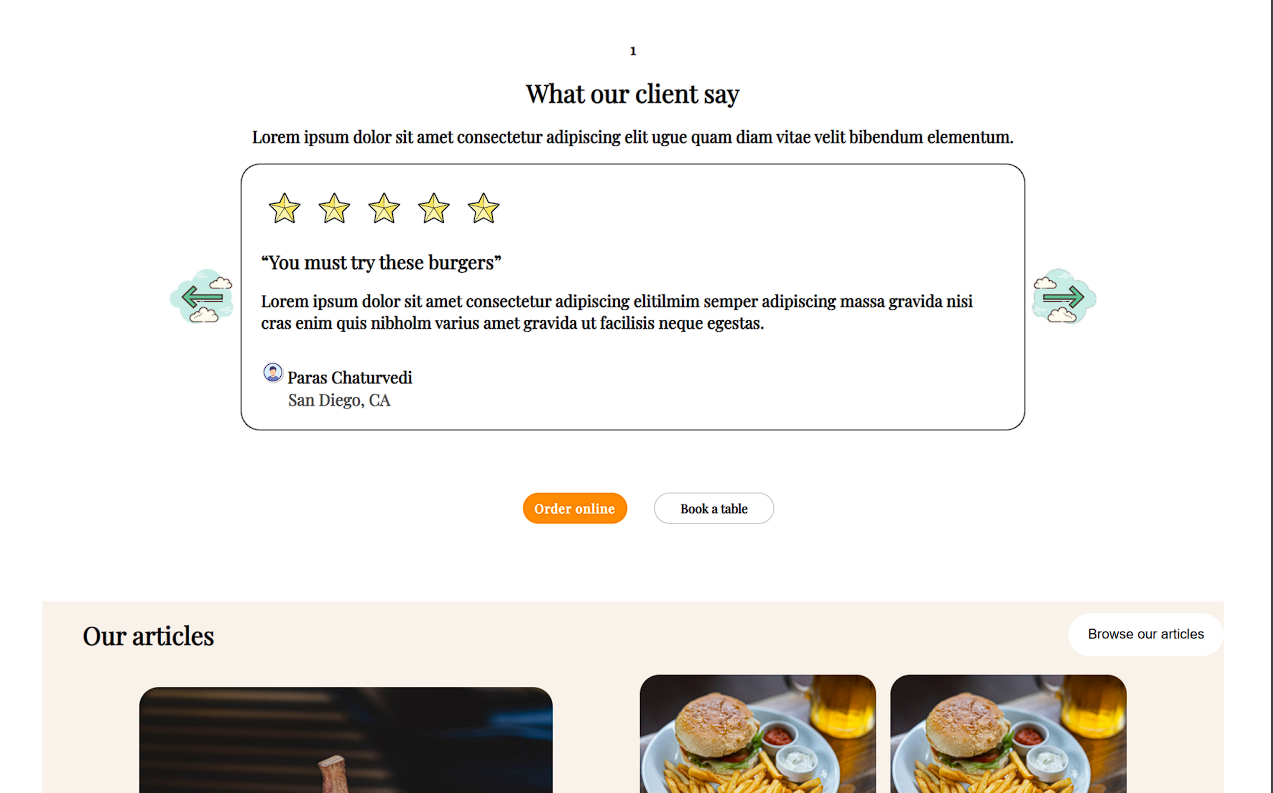 1
What our client say
Lorem ipsum dolor sit amet consectetur adipiscing elit ugue quam diam vitae velit bibendum elementum.
“You must try these burgers”
Lorem ipsum dolor sit amet consectetur adipiscing elitilmim semper adipiscing massa gravida nisi
cras enim quis nibholm varius amet gravida ut facilisis neque egestas.
Paras Chaturvedi
San Diego, CA
Order online
Book a table
Our articles
Browse our articles